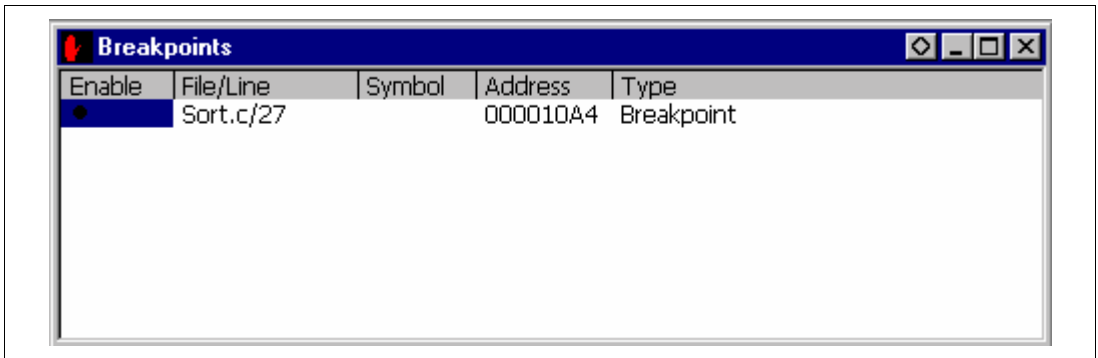 Breakpoints
Enable File/Line Symbol Address Type
Sort.c/27 000010A4 Breakpoint